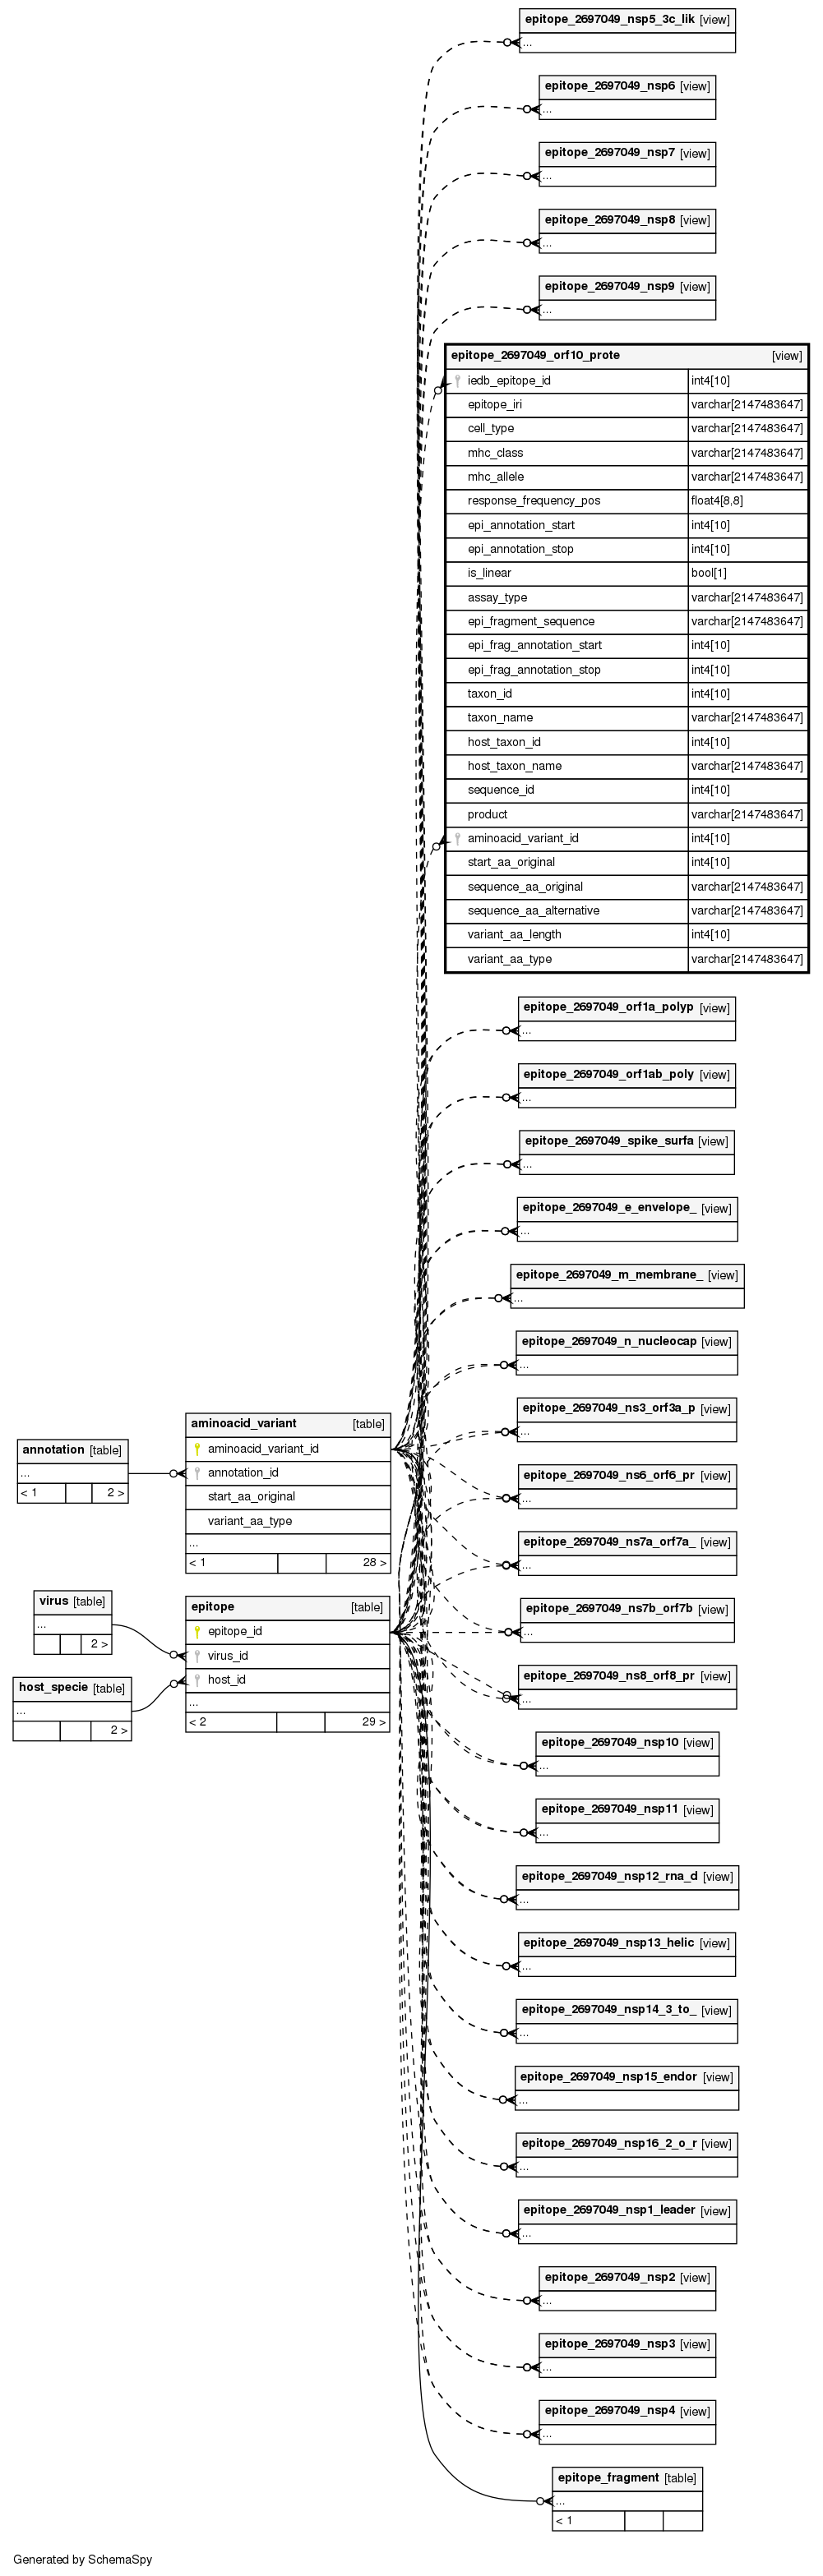 epitope_2697049_nsp5_3c_lik [view]
...
epitope_2697049_nsp6 [view]
...
epitope_2697049_nsp7 [view]
...
epitope_2697049_nsp8 [view]
...
epitope_2697049_nsp9 [view]
...
epitope_2697049_orf10_prote [view]
iedb_epitope_id int4[10]
epitope_iri varchar[2147483647]
cell_type varchar[2147483647]
mhc_class varchar[2147483647]
mhc_allele varchar[2147483647]
response_frequency_pos float4[8,8]
epi_annotation_start int4[10]
epi_annotation_stop int4[10]
is_linear bool[1]
assay_type varchar[2147483647]
epi_fragment_sequence varchar[2147483647]
epi_frag_annotation_start int4[10]
epi_frag_annotation_stop int4[10]
taxon_id int4[10]
taxon_name varchar[2147483647]
host_taxon_id int4[10]
host_taxon_name varchar[2147483647]
sequence_id int4[10]
product varchar[2147483647]
aminoacid_variant_id int4[10]
start_aa_original int4[10]
sequence_aa_original varchar[2147483647]
sequence_aa_alternative varchar[2147483647]
variant_aa_length int4[10]
variant_aa_type varchar[2147483647]
epitope_2697049_orf1a_polyp [view]
...
epitope_2697049_orf1ab_poly [view]
...
epitope_2697049_spike_surfa [view]
...
epitope_2697049_e_envelope_ [view]
...
epitope_2697049_m_membrane_ [view]
...
epitope_2697049_n_nucleocap [view]
...
epitope_2697049_ns3_orf3a_p [view]
...
epitope_2697049_ns6_orf6_pr [view]
...
epitope_2697049_ns7a_orf7a_ [view]
...
epitope_2697049_ns7b_orf7b [view]
...
epitope_2697049_ns8_orf8_pr [view]
...
annotation [table]
...
< 1 2 >
aminoacid_variant [table]
aminoacid_variant_id
annotation_id
start_aa_original
variant_aa_type
...
< 1 28 >
virus [table]
...
2 >
host_specie [table]
...
2 >
epitope [table]
epitope_id
virus_id
host_id
...
< 2 29 >
epitope_2697049_nsp10 [view]
...
epitope_2697049_nsp11 [view]
...
epitope_2697049_nsp12_rna_d [view]
...
epitope_2697049_nsp13_helic [view]
...
epitope_2697049_nsp14_3_to_ [view]
...
epitope_2697049_nsp15_endor [view]
...
epitope_2697049_nsp16_2_o_r [view]
...
epitope_2697049_nsp1_leader [view]
...
epitope_2697049_nsp2 [view]
...
epitope_2697049_nsp3 [view]
...
epitope_2697049_nsp4 [view]
...
epitope_fragment [table]
...
< 1
Generated by SchemaSpy